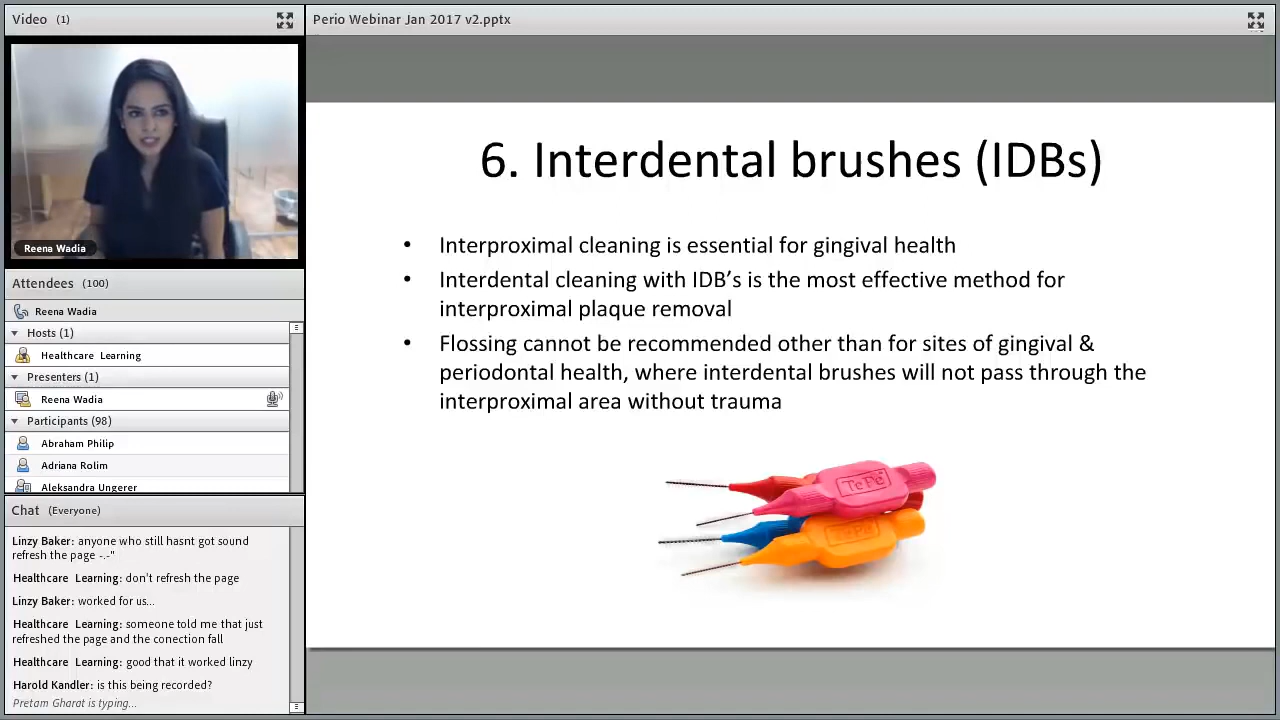 Video (1)
Reena Wadia
Attendees (100)
Reena Wadia
Hosts (1)
Healthcare Learning
Presenters (1)
Reena Wadia
Participants (98)
Abraham Philip
Adriana Rolim
Aleksandra Ungerer
Chat (Everyone)
Linzy Baker: anyone who still hasnt got sound
refresh the page -.-"
Healthcare Learning: don't refresh the page
Linzy Baker: worked for us...
Healthcare Learning: someone told me that just
refreshed the page and the conection fall
Healthcare Learning: good that it worked linzy
Harold Kandler: is this being recorded?
Pretam Gharat is typing...
Perio Webinar Jan 2017 v2.pptx
6. Interdental brushes (IDBs)
• Interproximal cleaning is essential for gingival health
• Interdental cleaning with IDB’s is the most effective method for
interproximal plaque removal
• Flossing cannot be recommended other than for sites of gingival &
periodontal health, where interdental brushes will not pass through the
interproximal area without trauma
TePe
TePe